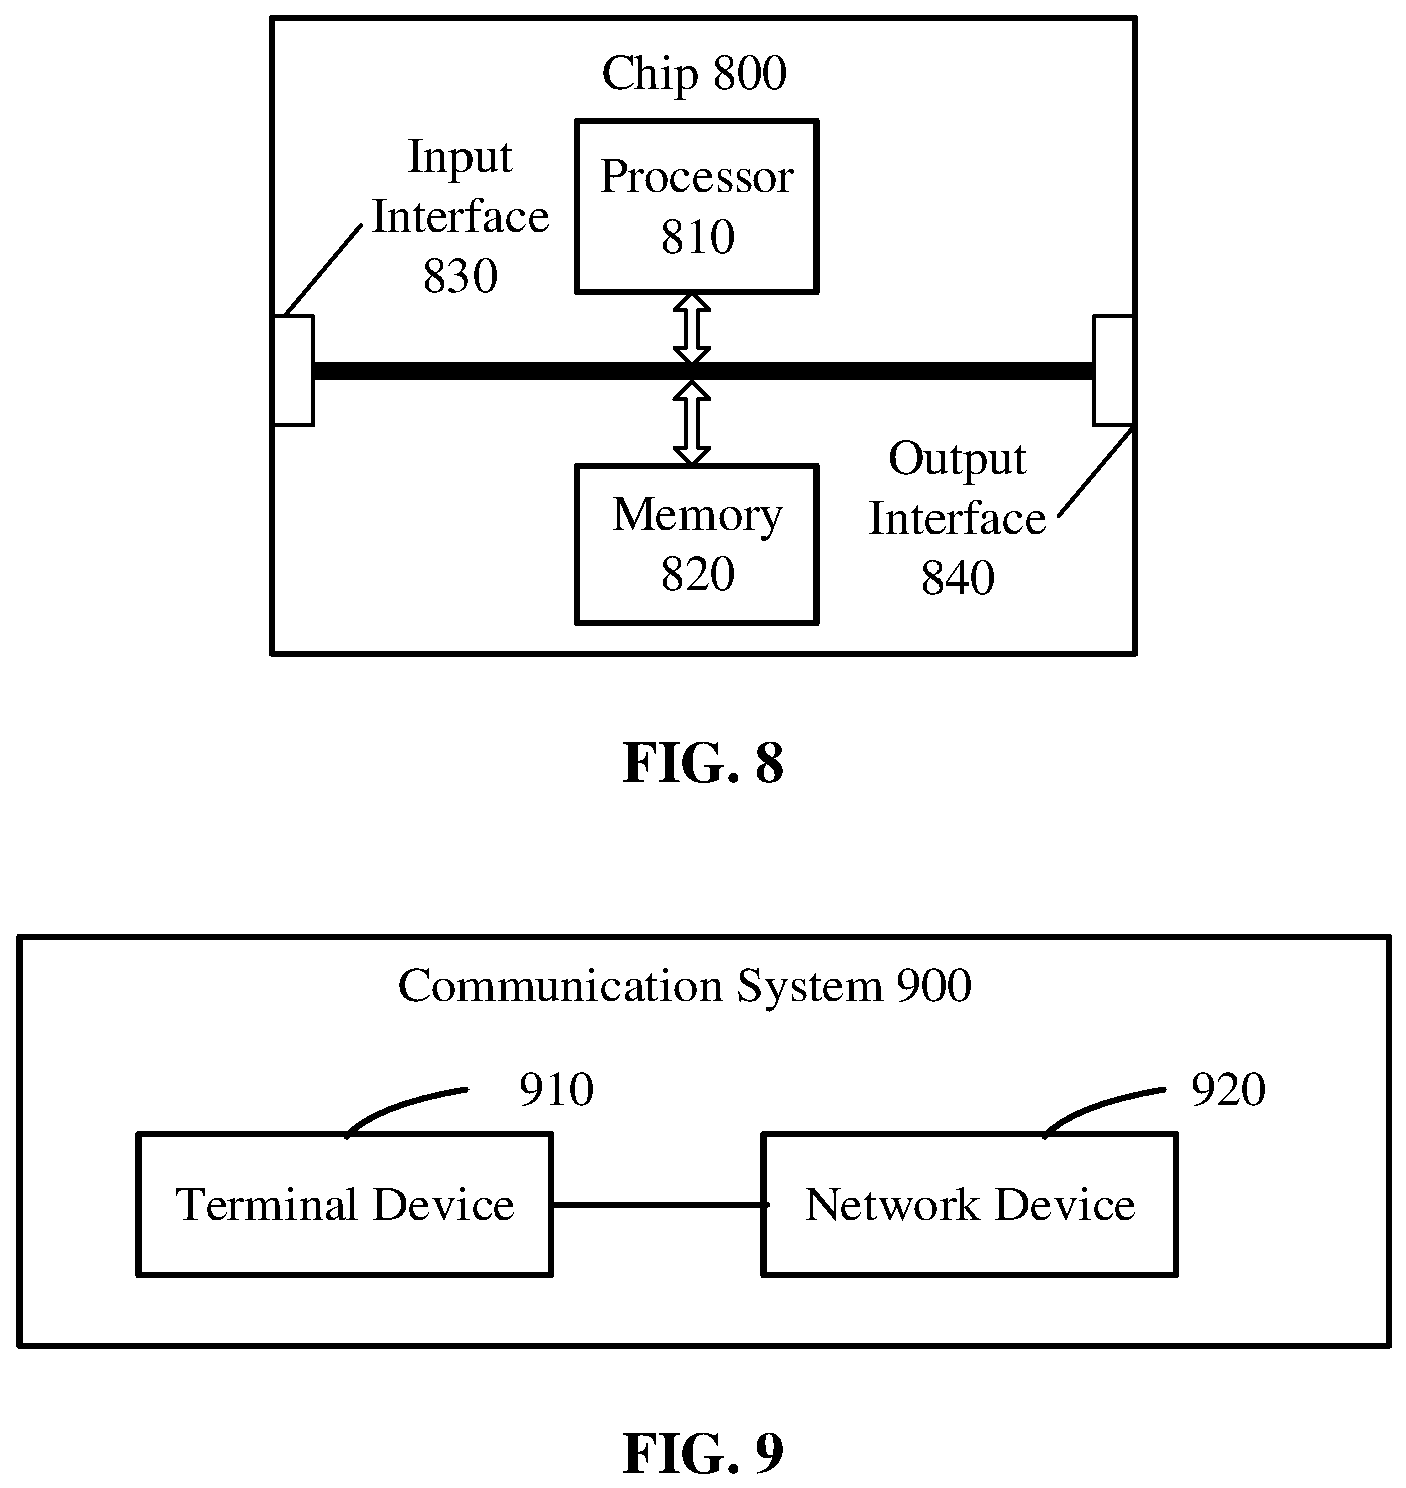 Chip 800
Input
Interface
830
Processor
810
Memory
820
Output
Interface
840
FIG. 8
Communication System 900
910
920
Terminal Device
Network Device
FIG. 9